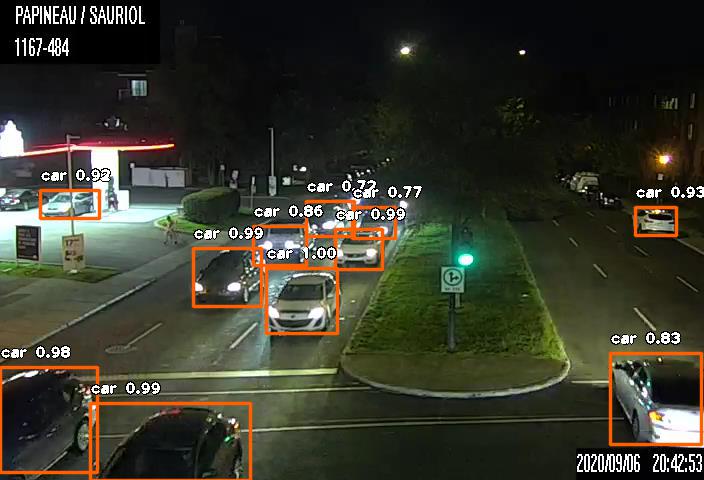 PAPINEAU / SAURIOL
1167-484
car 0.92
car 0.72
car 0.77
car 0.93
car 0.86
car 0.99
car 0.99
car 1.00
car 0.83
car 0.98
car 0.99
2020/09/06 20:42:53